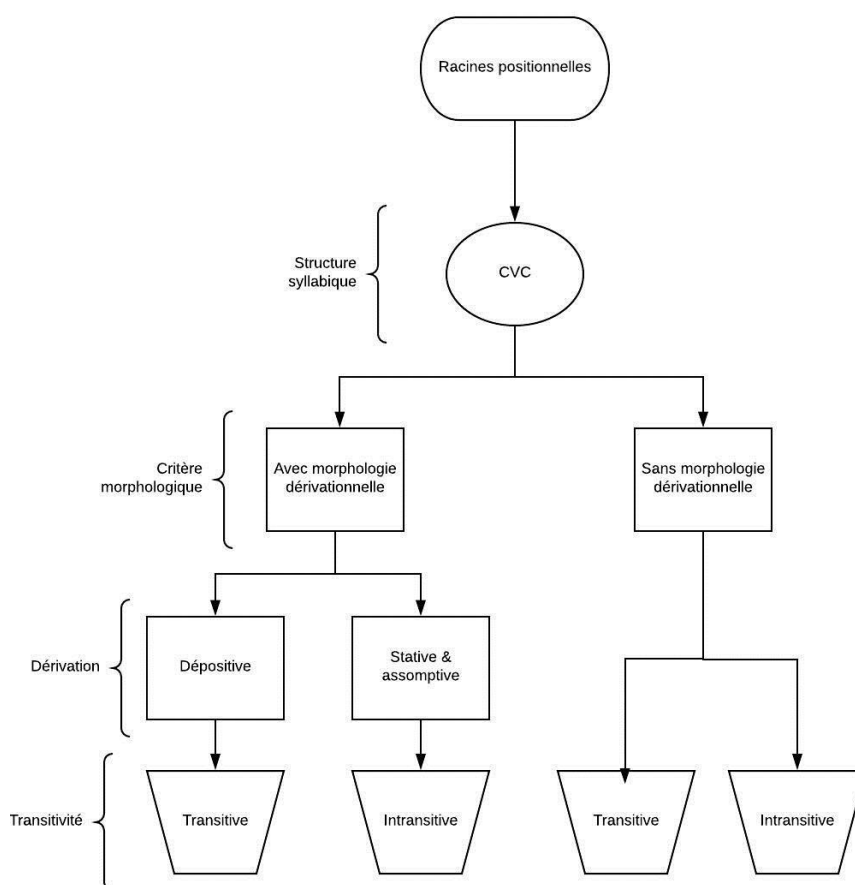 Racines positionnelles
Structure
syllabique
CVC
Critère
morphologique
Avec morphologie
dérivationnelle
Sans morphologie
dérivationnelle
Dérivation
Dépositive
Stative &
assomptive
Transitivité
Transitive
Intransitive
Transitive
Intransitive